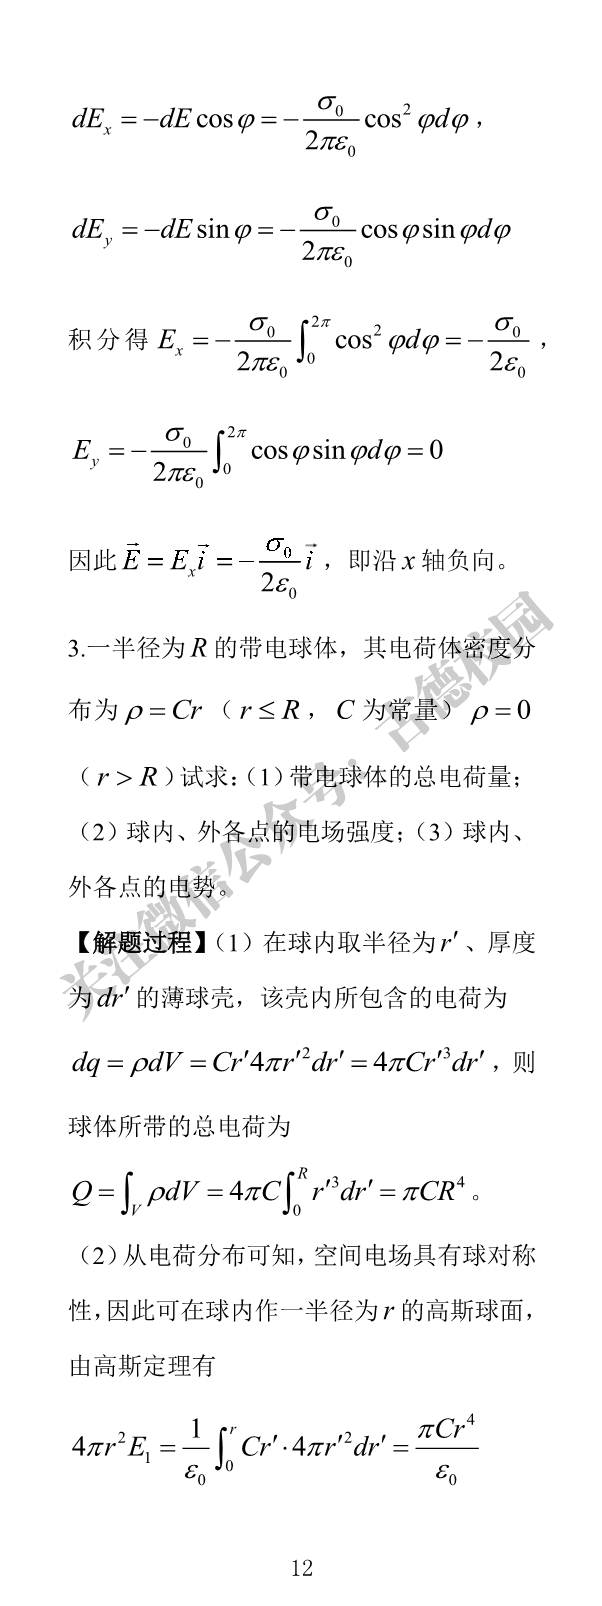 $dE_x = -dE\cos\varphi = -\frac{\sigma_0}{2\pi\varepsilon_0}\cos^2\varphi d\varphi$，
$dE_y = -dE\sin\varphi = -\frac{\sigma_0}{2\pi\varepsilon_0}\cos\varphi\sin\varphi d\varphi$
积分得 $E_x = -\frac{\sigma_0}{2\pi\varepsilon_0}\int_0^{2\pi}\cos^2\varphi d\varphi = -\frac{\sigma_0}{2\varepsilon_0}$，
$E_y = -\frac{\sigma_0}{2\pi\varepsilon_0}\int_0^{2\pi}\cos\varphi\sin\varphi d\varphi = 0$
因此 $\vec{E} = E_x\vec{i} = -\frac{\sigma_0}{2\varepsilon_0}\vec{i}$，即沿 $x$ 轴负向。
3.一半径为 $R$ 的带电球体，其电荷体密度分
布为 $\rho = Cr$（$r \leq R$，$C$ 为常量）$\rho = 0$
（$r > R$）试求：（1）带电球体的总电荷量；
（2）球内、外各点的电场强度；（3）球内、
外各点的电势。
【解题过程】（1）在球内取半径为 $r'$、厚度
为 $dr'$ 的薄球壳，该壳内所包含的电荷为
$dq = \rho dV = Cr'4\pi r'^2dr' = 4\pi Cr'^3dr'$，则
球体所带的总电荷为
$Q = \int_V \rho dV = 4\pi C\int_0^R r'^3dr' = \pi CR^4$。
（2）从电荷分布可知，空间电场具有球对称
性，因此可在球内作一半径为 $r$ 的高斯球面，
由高斯定理有
$4\pi r^2E_1 = \frac{1}{\varepsilon_0}\int_0^r Cr' \cdot 4\pi r'^2dr' = \frac{\pi Cr^4}{\varepsilon_0}$
12
关注微信公众号：古德校园